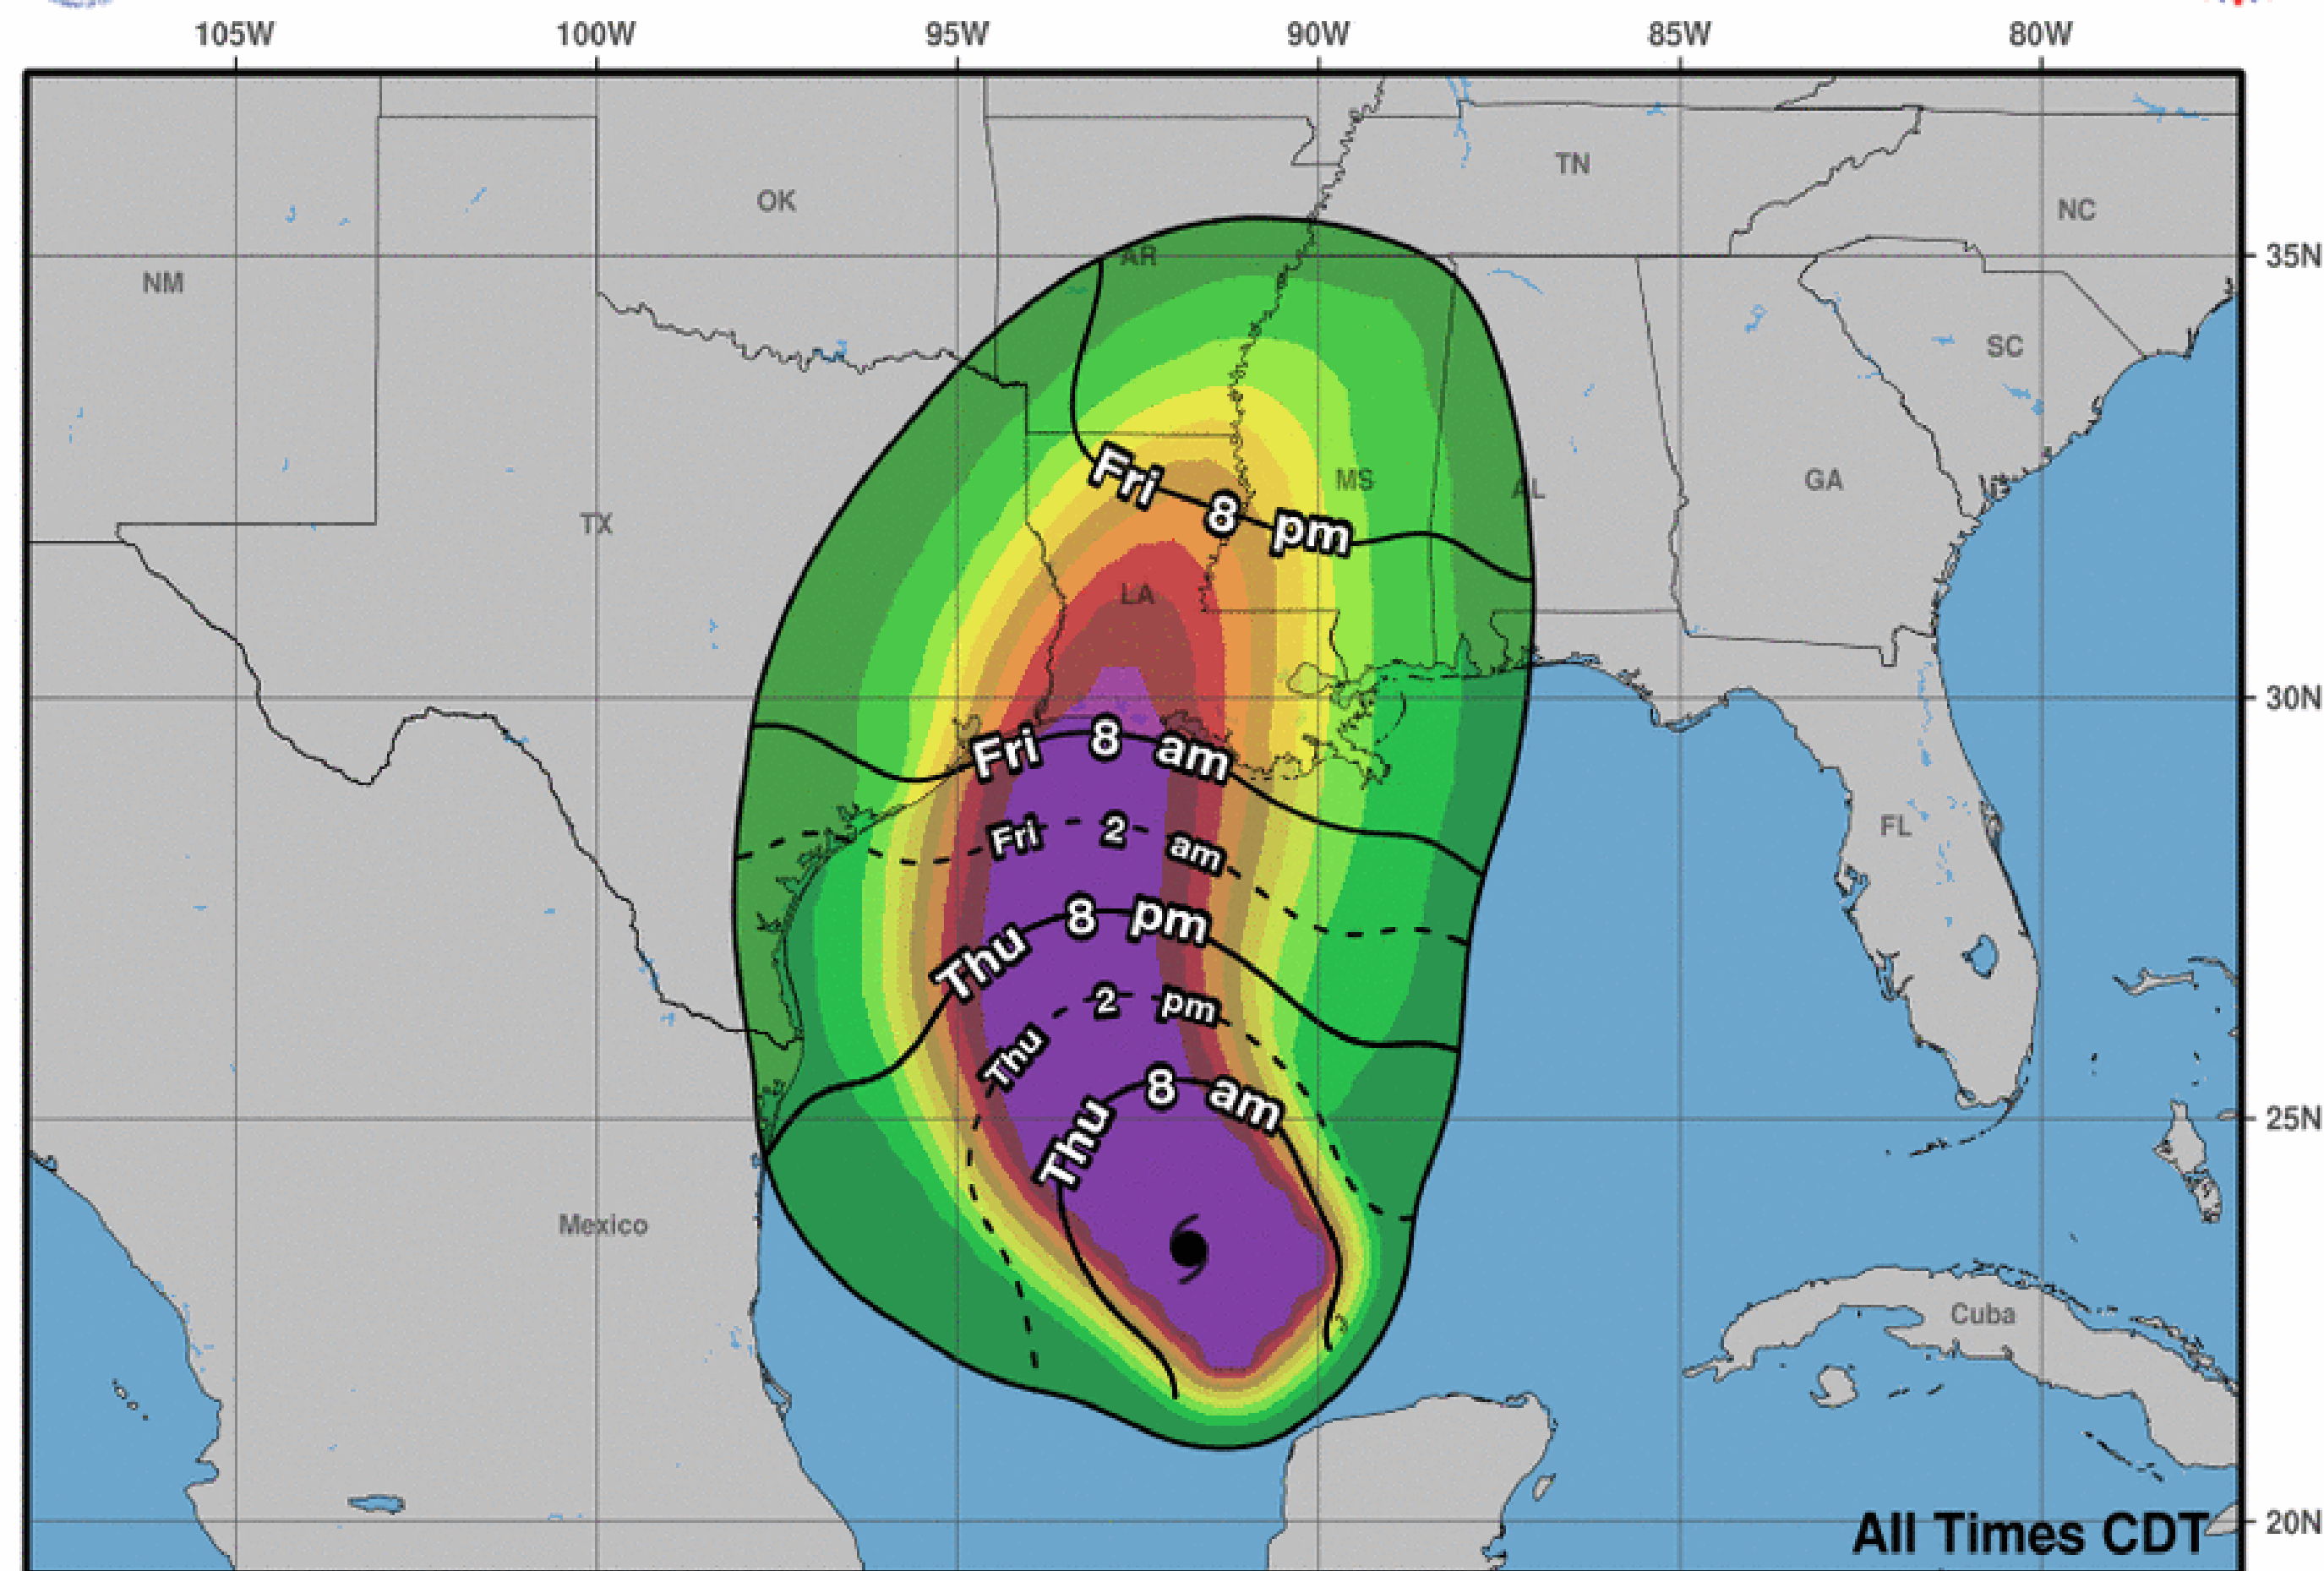 105W 100W 95W 90W 85W 80W
TN
OK
NC
AR
35N
NM
SC
Fri 8 pm
MS
GA
AL
TX
LA
30N
Fri 8 am
FL
Fri 2 am
Thu 8 pm
Thu 2 pm
Thu 8 am
25N
Mexico
Cuba
20N
All Times CDT